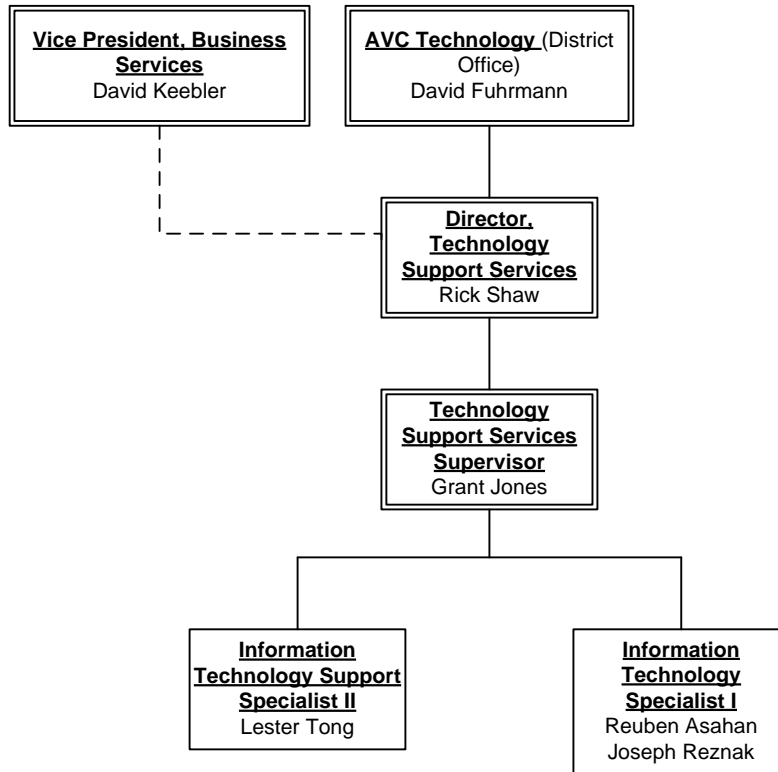 Vice President, Business
Services
David Keebler
AVC Technology (District
Office)
David Fuhrmann
Director,
Technology
Support Services
Rick Shaw
Technology
Support Services
Supervisor
Grant Jones
Information
Technology Support
Specialist II
Lester Tong
Information
Technology
Specialist I
Reuben Asahan
Joseph Reznak